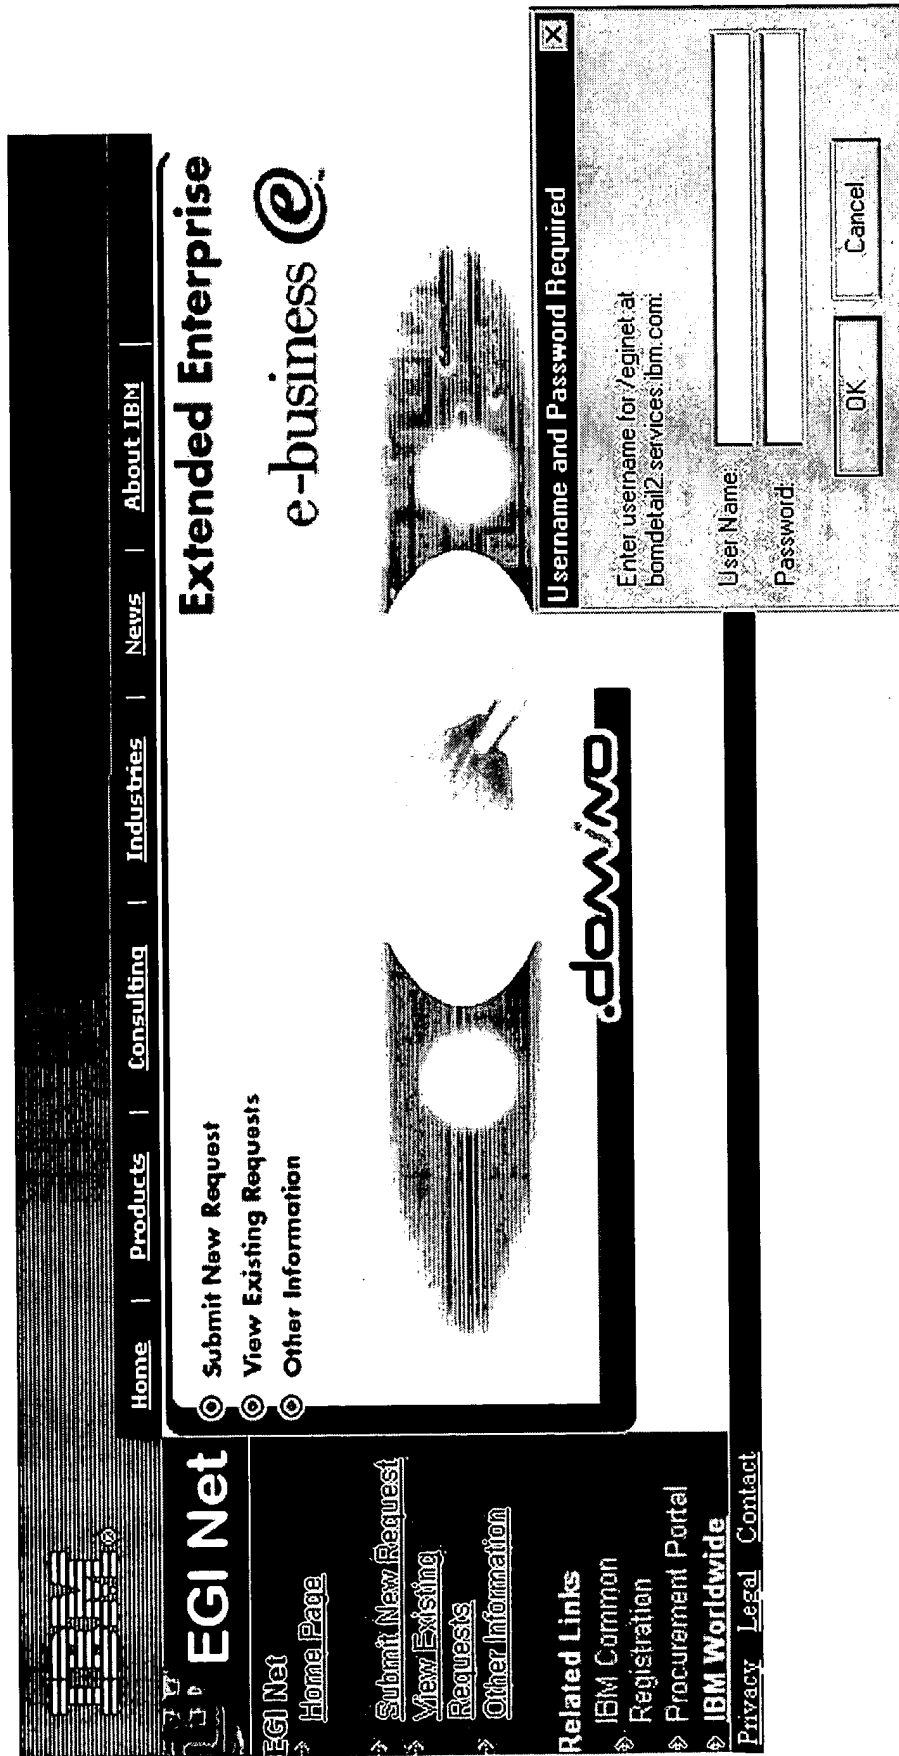 IBM®
Home | Products | Consulting | Industries | News | About IBM |
EGI Net
EGI Net
Home Page
Submit New Request
View Existing
Requests
Other Information
Related Links
IBM Common
Registration
Procurement Portal
IBM Worldwide
Privacy Legal Contact
Submit New Request
View Existing Requests
Other Information
Extended Enterprise
e-business e™
domino
Username and Password Required
Enter username for /eginet at
bomdetail2.services.ibm.com:
User Name:
Password:
OK
Cancel